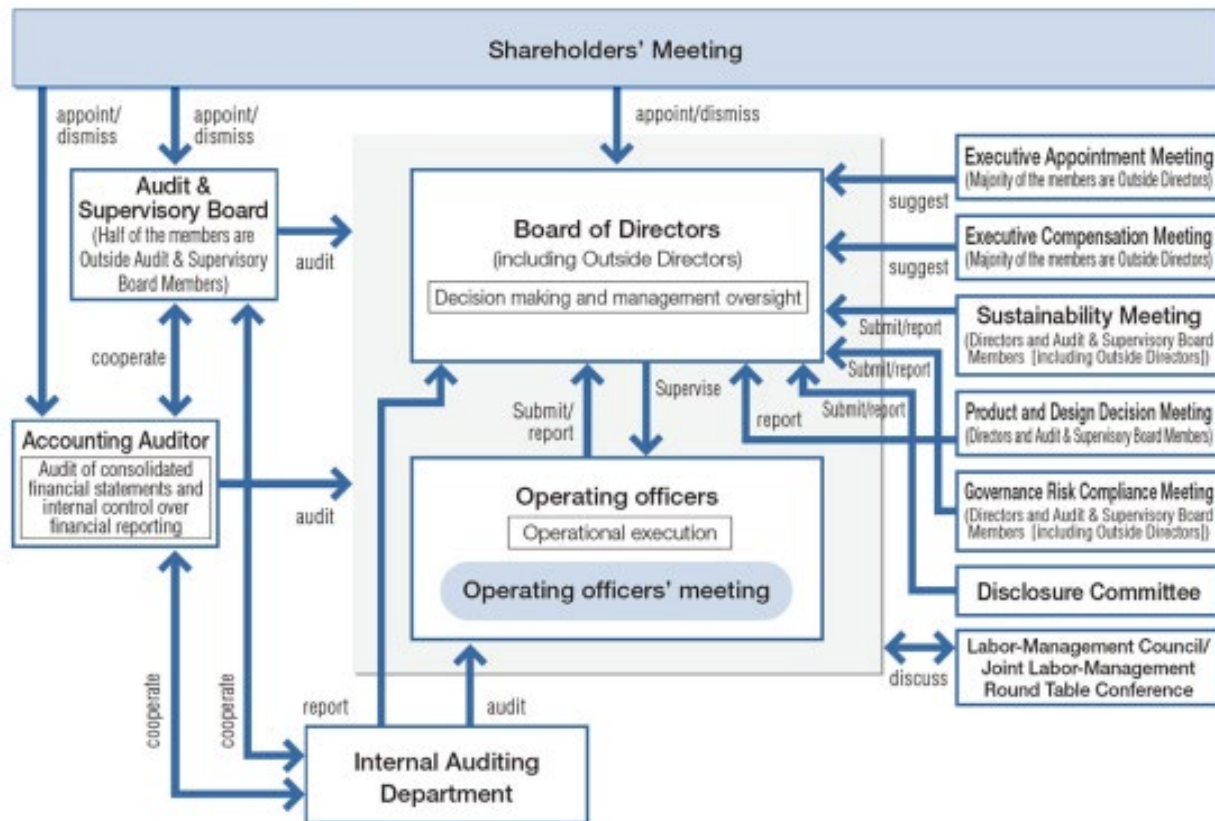 Shareholders' Meeting
appoint/
dismiss
appoint/
dismiss
appoint/dismiss
Audit &
Supervisory Board
(Half of the members are
Outside Audit & Supervisory
Board Members)
audit
Board of Directors
(including Outside Directors)
Decision making and management oversight
Executive Appointment Meeting
(Majority of the members are Outside Directors)
suggest
Executive Compensation Meeting
(Majority of the members are Outside Directors)
suggest
Sustainability Meeting
(Directors and Audit & Supervisory Board
Members [including Outside Directors])
Submit/report
Submit/report
cooperate
Supervise
Submit/
report
report
Submit/report
Product and Design Decision Meeting
(Directors and Audit & Supervisory Board Members)
Accounting Auditor
Audit of consolidated
financial statements and
internal control over
financial reporting
audit
Operating officers
Operational execution
Operating officers' meeting
Governance Risk Compliance Meeting
(Directors and Audit & Supervisory Board
Members [including Outside Directors])
Disclosure Committee
Labor-Management Council/
Joint Labor-Management
Round Table Conference
discuss
cooperate
cooperate
report
audit
Internal Auditing
Department